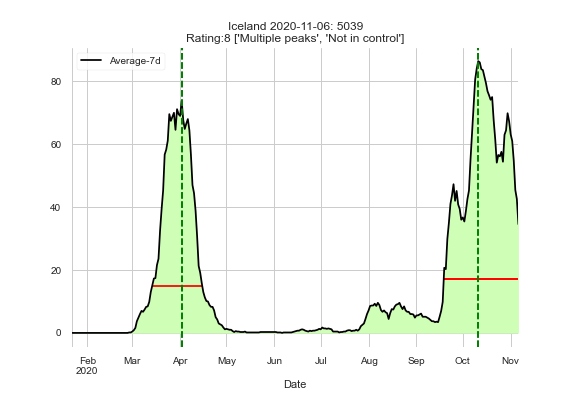 Iceland 2020-11-06: 5039
Rating:8 ['Multiple peaks', 'Not in control']
Average-7d
80
60
40
20
0
Feb Mar Apr May Jun Jul Aug Sep Oct Nov
2020
Date